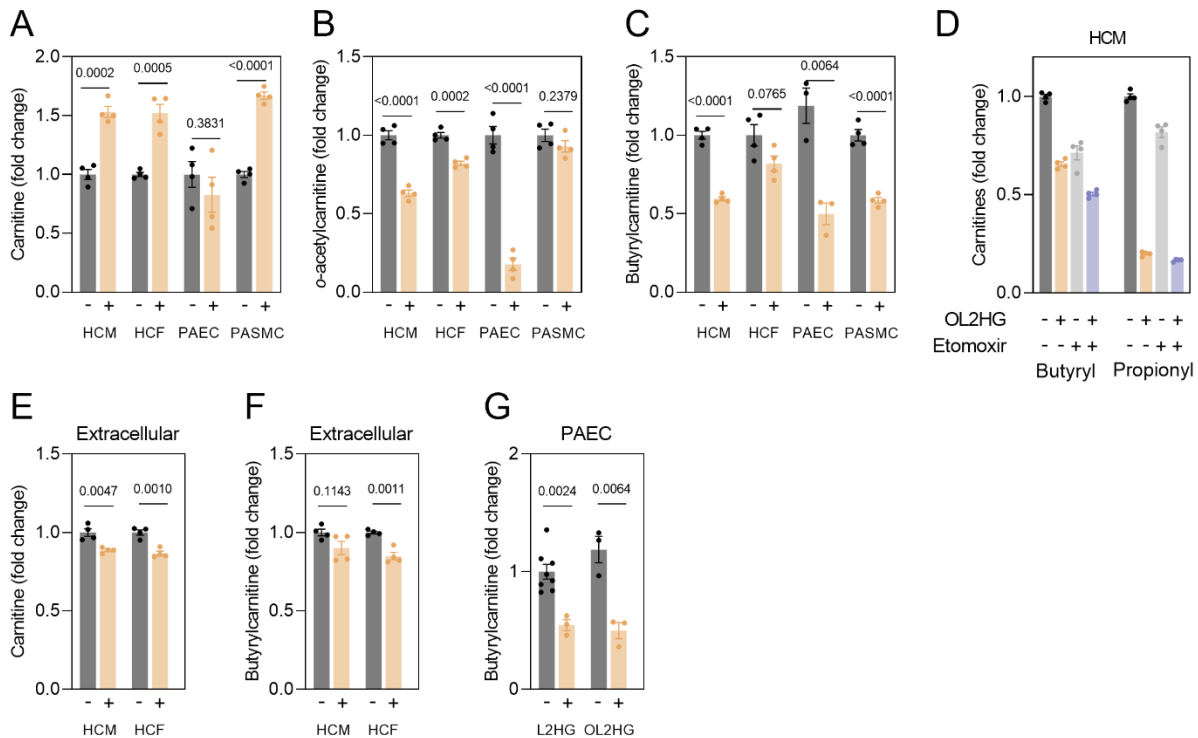 A
Carnitine (fold change)
2.0
1.5
1.0
0.5
0.0
0.0002
0.0005
0.3831
<0.0001
- + - + - + - +
HCM HCF PAEC PASMC
B
o-acetylcarnitine (fold change)
1.5
1.0
0.5
0.0
<0.0001
0.0002
<0.0001
0.2379
- + - + - + - +
HCM HCF PAEC PASMC
C
Butyrylcarnitine (fold change)
1.5
1.0
0.5
0.0
<0.0001
0.0765
0.0064
<0.0001
- + - + - + - +
HCM HCF PAEC PASMC
D
HCM
Carnitines (fold change)
1.0
0.5
0.0
OL2HG - + - + - + - +
Etomoxir - - + + - - + +
Butyryl Propionyl
E
Extracellular
Carnitine (fold change)
1.5
1.0
0.5
0.0
0.0047
0.0010
- + - +
HCM HCF
F
Extracellular
Butyrylcarnitine (fold change)
1.5
1.0
0.5
0.0
0.1143
0.0011
- + - +
HCM HCF
G
PAEC
Butyrylcarnitine (fold change)
2
1
0
0.0024
0.0064
- + - +
L2HG OL2HG